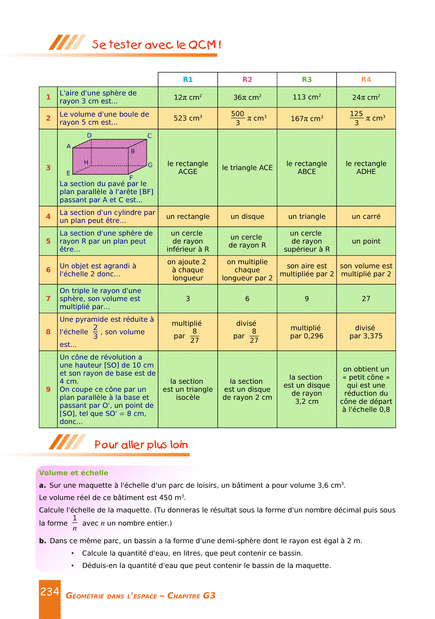 Se tester avec le QCM !
R1 R2 R3 R4
1 L'aire d'une sphère de rayon 3 cm est... 12π cm² 36π cm² 113 cm² 24π cm²
2 Le volume d'une boule de rayon 5 cm est... 523 cm³ 500/3 π cm³ 167π cm³ 125/3 π cm³
D C
A B
H G
E F
3 La section du pavé par le plan parallèle à l'arête [BF] passant par A et C est... le rectangle ACGE le triangle ACE le rectangle ABCE le rectangle ADHE
4 La section d'un cylindre par un plan peut être... un rectangle un disque un triangle un carré
5 La section d'une sphère de rayon R par un plan peut être... un cercle de rayon inférieur à R un cercle de rayon R un cercle de rayon supérieur à R un point
6 Un objet est agrandi à l'échelle 2 donc... on ajoute 2 à chaque longueur on multiplie chaque longueur par 2 son aire est multipliée par 2 son volume est multiplié par 2
7 On triple le rayon d'une sphère, son volume est multiplié par... 3 6 9 27
8 Une pyramide est réduite à l'échelle 2/3 , son volume est... multiplié par 8/27 divisé par 8/27 multiplié par 0,296 divisé par 3,375
9 Un cône de révolution a une hauteur [SO] de 10 cm et son rayon de base est de 4 cm. On coupe ce cône par un plan parallèle à la base et passant par O', un point de [SO], tel que SO' = 8 cm, donc... la section est un triangle isocèle la section est un disque de rayon 2 cm la section est un disque de rayon 3,2 cm on obtient un « petit cône » qui est une réduction du cône de départ à l'échelle 0,8
Pour aller plus loin
Volume et échelle
a. Sur une maquette à l'échelle d'un parc de loisirs, un bâtiment a pour volume 3,6 cm³.
Le volume réel de ce bâtiment est 450 m³.
Calcule l'échelle de la maquette. (Tu donneras le résultat sous la forme d'un nombre décimal puis sous
la forme 1/n avec n un nombre entier.)
b. Dans ce même parc, un bassin a la forme d'une demi-sphère dont le rayon est égal à 2 m.
• Calcule la quantité d'eau, en litres, que peut contenir ce bassin.
• Déduis-en la quantité d'eau que peut contenir le bassin de la maquette.
234 GEOMETRIE DANS L'ESPACE – CHAPITRE G3